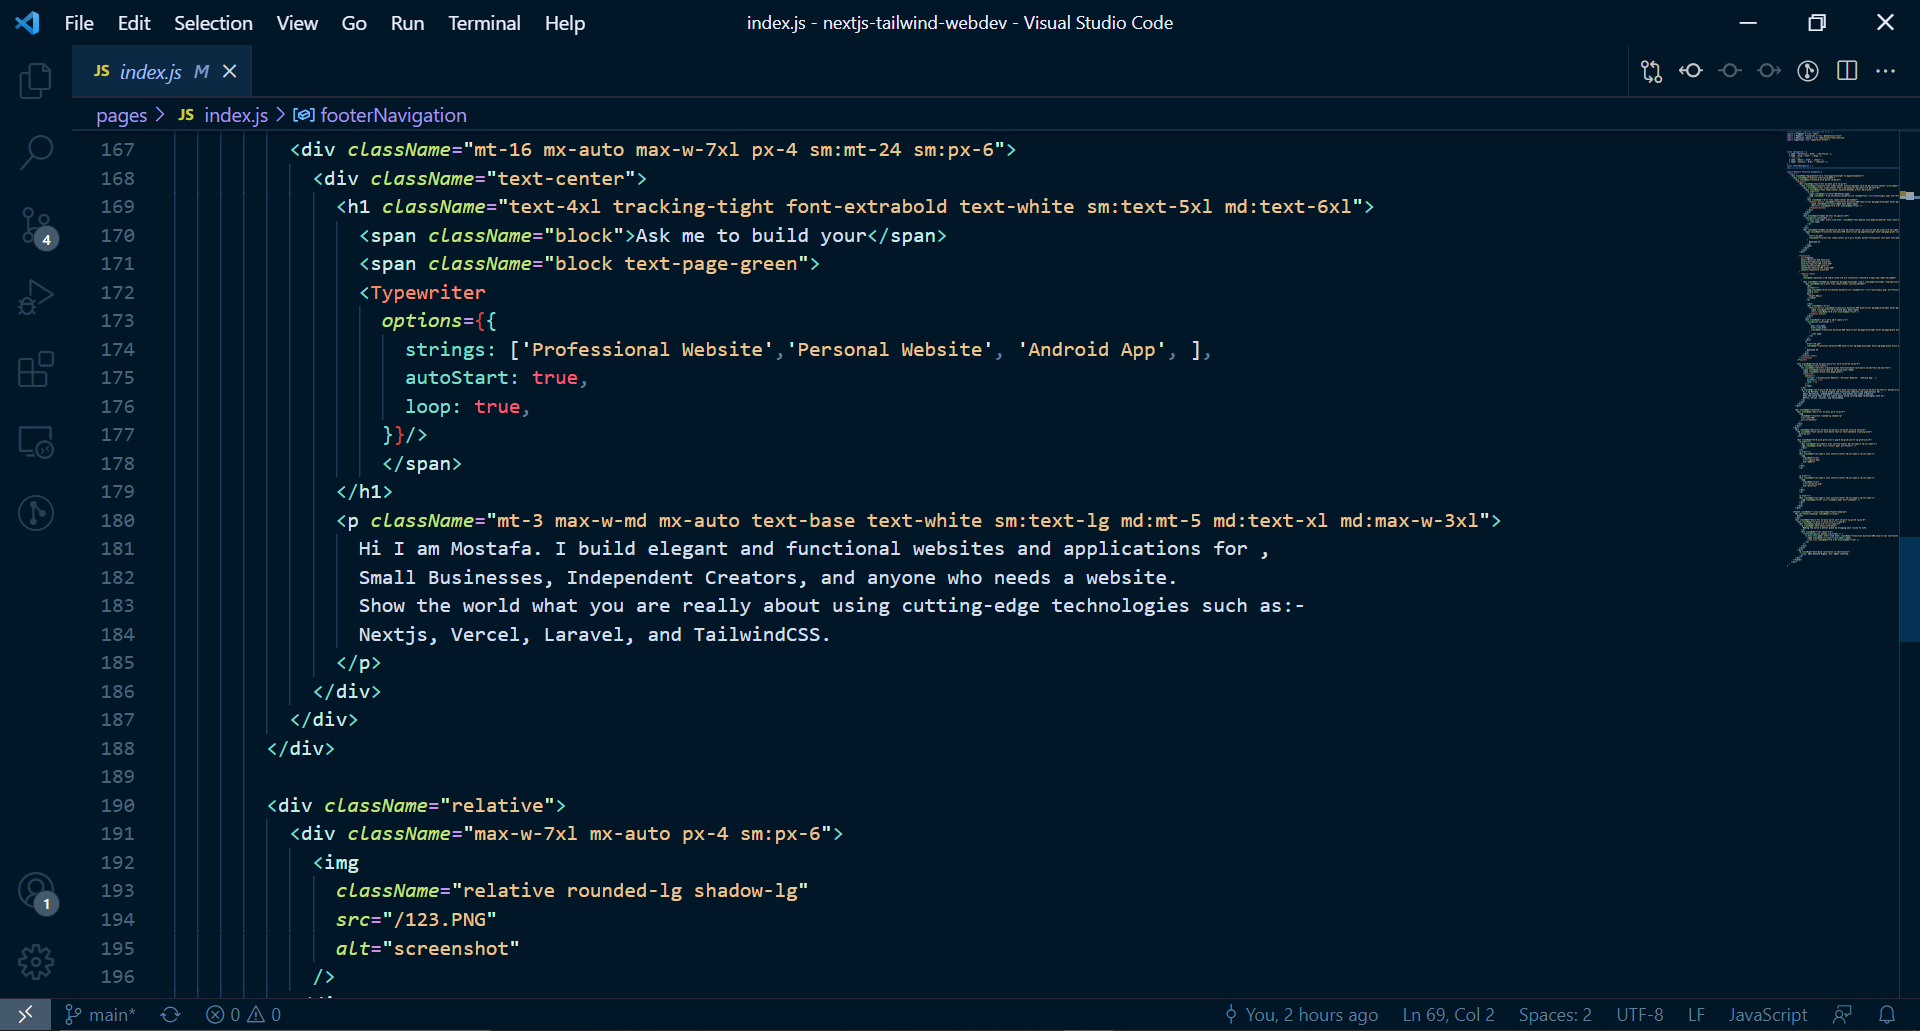 File Edit Selection View Go Run Terminal Help
index.js - nextjs-tailwind-webdev - Visual Studio Code
JS index.js M
pages > JS index.js > footerNavigation
167 <div className="mt-16 mx-auto max-w-7xl px-4 sm:mt-24 sm:px-6">
168 <div className="text-center">
169 <h1 className="text-4xl tracking-tight font-extrabold text-white sm:text-5xl md:text-6xl">
170 <span className="block">Ask me to build your</span>
171 <span className="block text-page-green">
172 <Typewriter
173 options={{
174 strings: ['Professional Website','Personal Website', 'Android App', ],
175 autoStart: true,
176 loop: true,
177 }}/>
178 </span>
179 </h1>
180 <p className="mt-3 max-w-md mx-auto text-base text-white sm:text-lg md:mt-5 md:text-xl md:max-w-3xl">
181 Hi I am Mostafa. I build elegant and functional websites and applications for ,
182 Small Businesses, Independent Creators, and anyone who needs a website.
183 Show the world what you are really about using cutting-edge technologies such as:-
184 Nextjs, Vercel, Laravel, and TailwindCSS.
185 </p>
186 </div>
187 </div>
188 </div>
189
190 <div className="relative">
191 <div className="max-w-7xl mx-auto px-4 sm:px-6">
192 <img
193 className="relative rounded-lg shadow-lg"
194 src="/123.PNG"
195 alt="screenshot"
196 />
4
1
main* 0 0 You, 2 hours ago Ln 69, Col 2 Spaces: 2 UTF-8 LF JavaScript